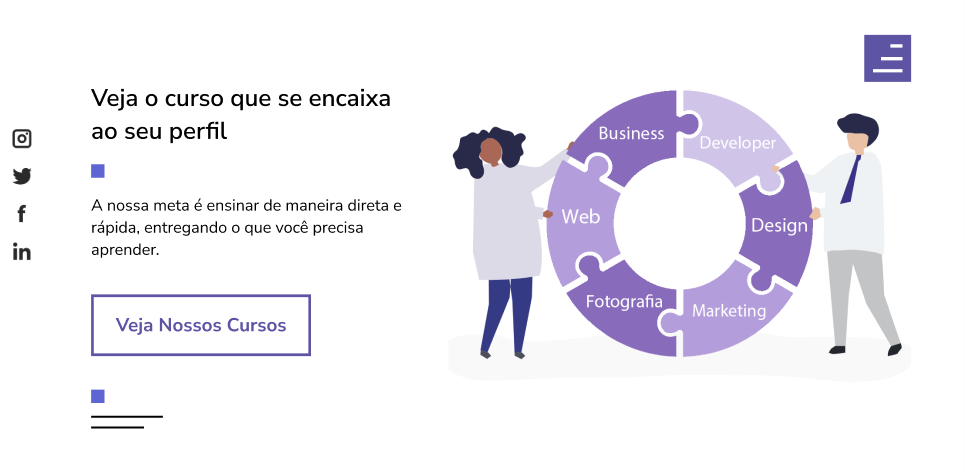 Veja o curso que se encaixa
ao seu perfil
A nossa meta é ensinar de maneira direta e
rápida, entregando o que você precisa
aprender.
Veja Nossos Cursos
Business
Developer
Web
Design
Fotografia
Marketing